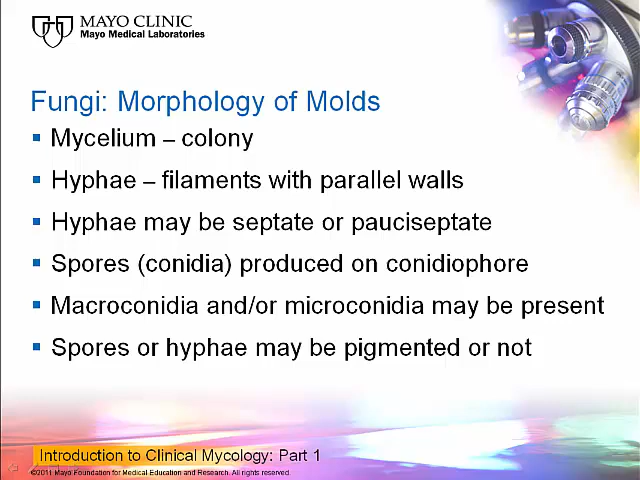 MAYO CLINIC
Mayo Medical Laboratories
Fungi: Morphology of Molds
Mycelium – colony
Hyphae – filaments with parallel walls
Hyphae may be septate or pauciseptate
Spores (conidia) produced on conidiophore
Macroconidia and/or microconidia may be present
Spores or hyphae may be pigmented or not
Introduction to Clinical Mycology: Part 1
©2011 Mayo Foundation for Medical Education and Research. All rights reserved.